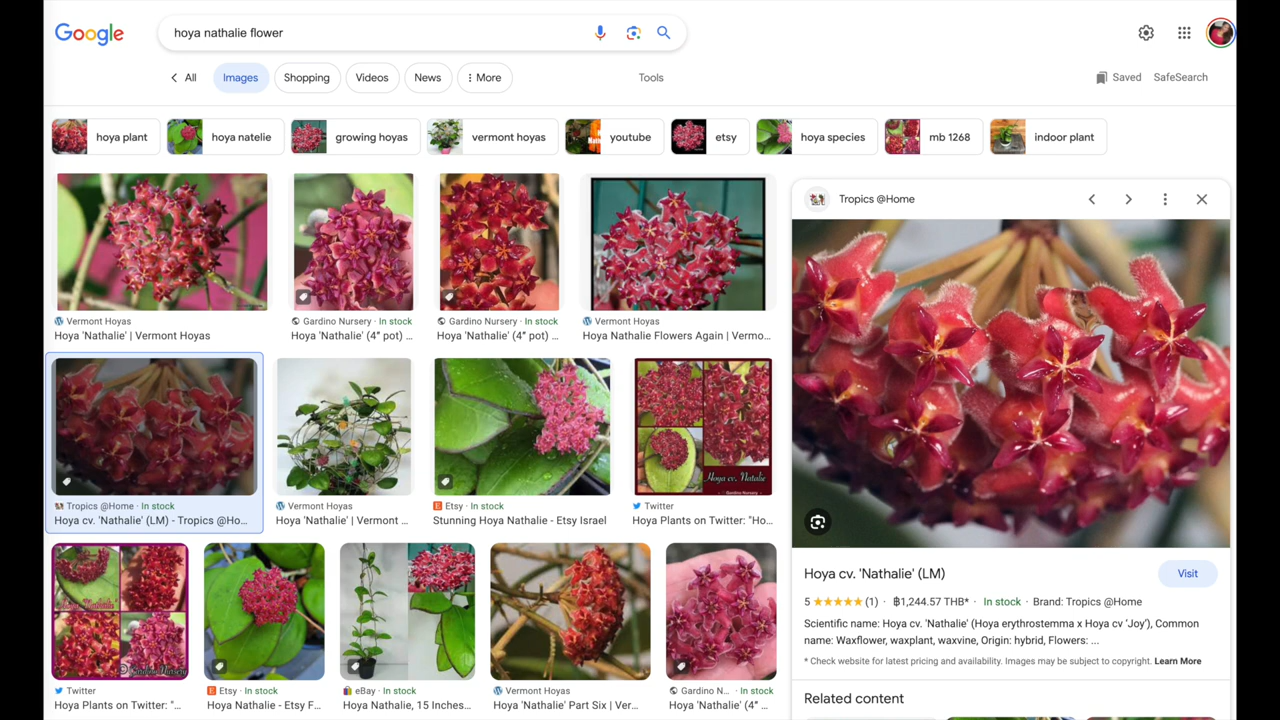 Google
hoya nathalie flower
All
Images
Shopping
Videos
News
More
Tools
Saved
SafeSearch
hoya plant
hoya natelie
growing hoyas
vermont hoyas
youtube
etsy
hoya species
mb 1268
indoor plant
Vermont Hoyas
Hoya 'Nathalie' | Vermont Hoyas
Gardino Nursery · In stock
Hoya 'Nathalie' (4″ pot) ...
Gardino Nursery · In stock
Hoya 'Nathalie' (4″ pot) ...
Vermont Hoyas
Hoya Nathalie Flowers Again | Vermo...
Tropics @Home · In stock
Hoya cv. 'Nathalie' (LM) - Tropics @Ho...
Vermont Hoyas
Hoya 'Nathalie' | Vermont ...
Etsy · In stock
Stunning Hoya Nathalie - Etsy Israel
Hoya cv. Natalie
Gardino Nursery
Twitter
Hoya Plants on Twitter: "Ho...
Twitter
Hoya Plants on Twitter: "...
Etsy · In stock
Hoya Nathalie - Etsy F...
eBay · In stock
Hoya Nathalie, 15 Inches...
Vermont Hoyas
Hoya 'Nathalie' Part Six | Ver...
Gardino N... · In stock
Hoya 'Nathalie' (4″ ...
Tropics @Home
Hoya cv. 'Nathalie' (LM)
Visit
5 ★★★★★ (1) · ฿1,244.57 THB* · In stock · Brand: Tropics @Home
Scientific name: Hoya cv. 'Nathalie' (Hoya erythrostemma x Hoya cv 'Joy'), Common
name: Waxflower, waxplant, waxvine, Origin: hybrid, Flowers: ...
* Check website for latest pricing and availability. Images may be subject to copyright. Learn More
Related content